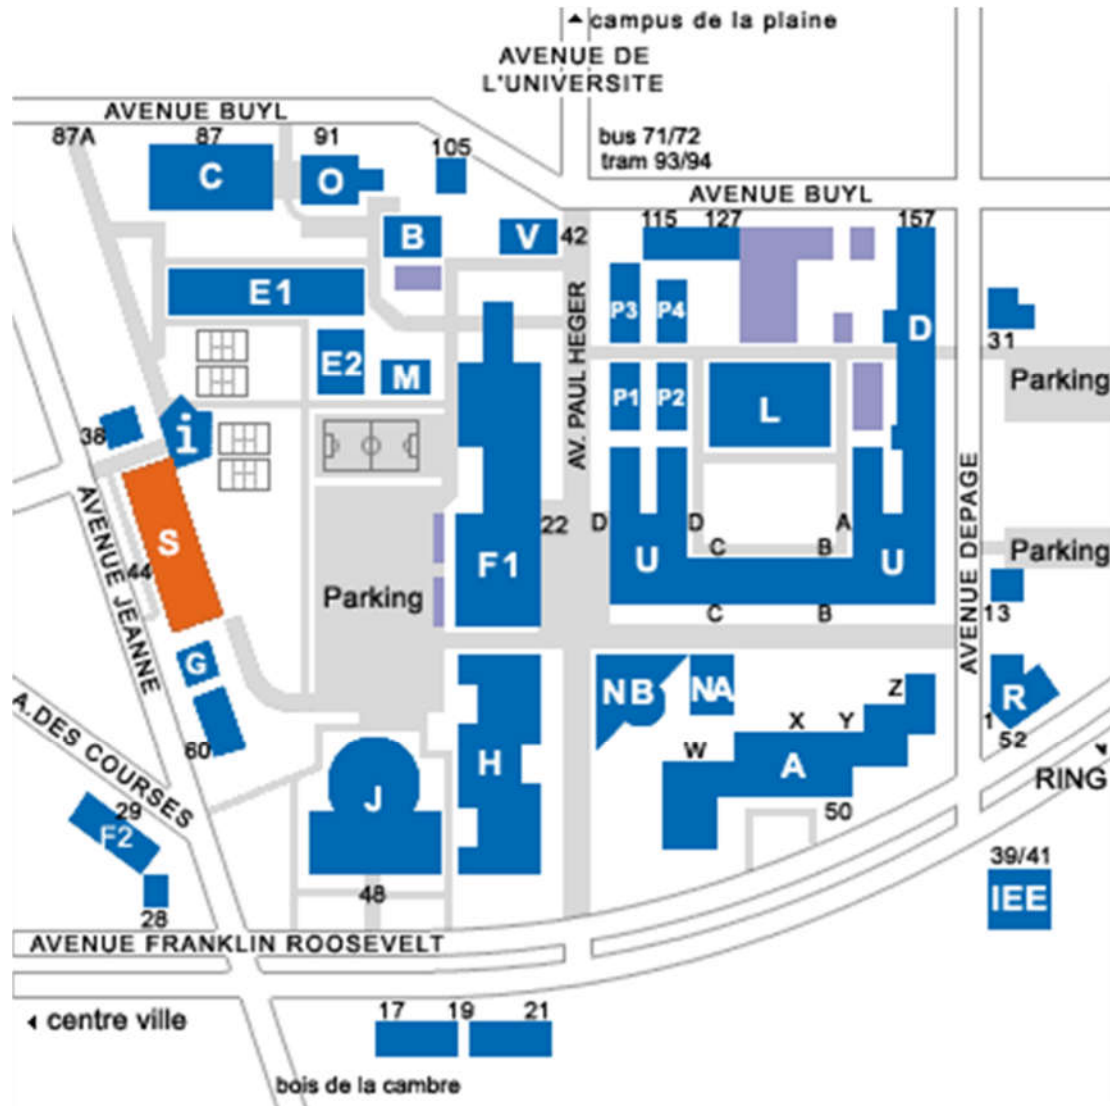 campus de la plaine
AVENUE DE
L'UNIVERSITE
AVENUE BUYL
87A
87
91
105
bus 71/72
tram 93/94
AVENUE BUYL
C
O
B
V
42
115
127
157
E1
P3
P4
D
31
E2
M
AV. PAUL HEGER
P1
P2
L
Parking
38
i
S
44
AVENUE JEANNE
22
D
D
A
C
B
U
U
F1
Parking
C
B
AVENUE DEPAGE
Parking
13
G
60
NB
NA
Z
X
Y
W
A
50
R
1
52
RING
A. DES COURSES
29
F2
28
H
J
48
39/41
IEE
AVENUE FRANKLIN ROOSEVELT
centre ville
17
19
21
bois de la cambre